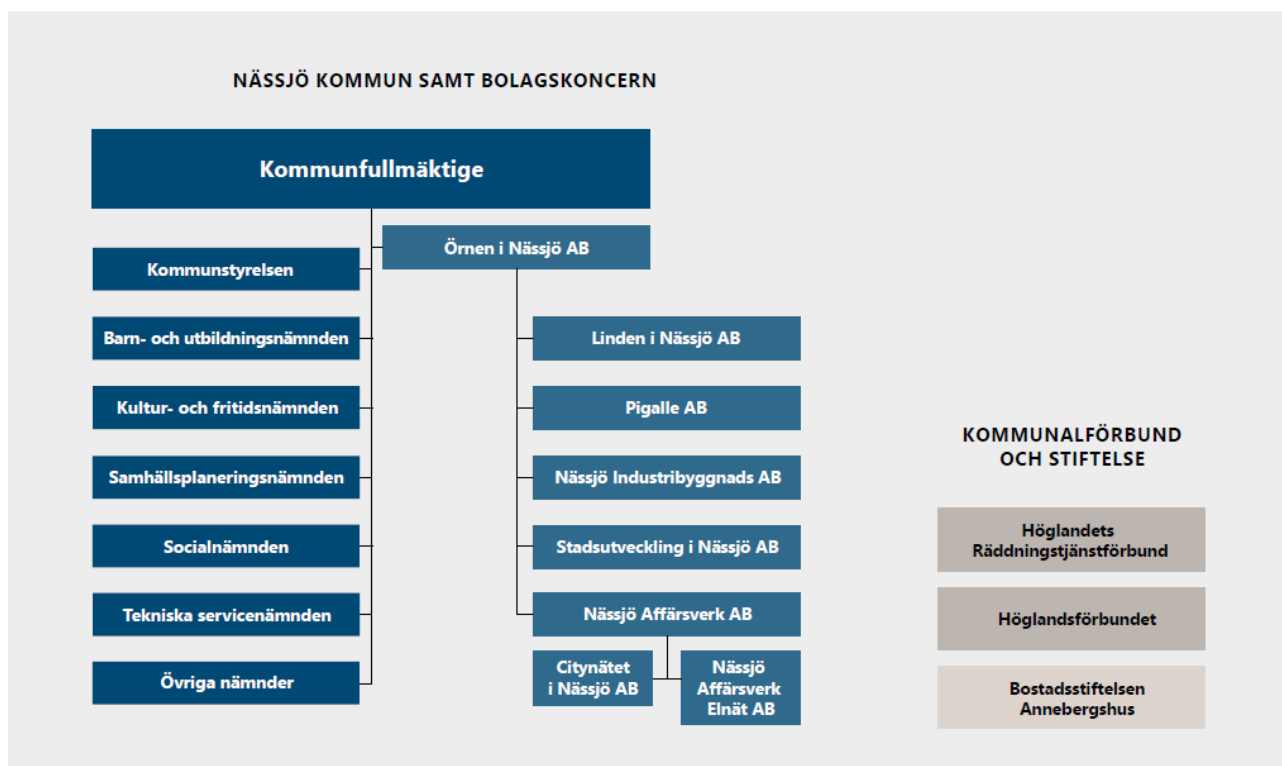 NÄSSJÖ KOMMUN SAMT BOLAGSKONCERN
Kommunfullmäktige
Örnen i Nässjö AB
Kommunstyrelsen
Barn- och utbildningsnämnden
Kultur- och fritidsnämnden
Samhällsplaneringsnämnden
Socialnämnden
Tekniska servicenämnden
Övriga nämnder
Linden i Nässjö AB
Pigalle AB
Nässjö Industribyggnads AB
Stadsutveckling i Nässjö AB
Nässjö Affärsverk AB
Citynätet
i Nässjö AB
Nässjö
Affärsverk
Elnät AB
KOMMUNALFÖRBUND
OCH STIFTELSE
Höglandets
Räddningstjänstförbund
Höglandsförbundet
Bostadsstiftelsen
Annebergshus